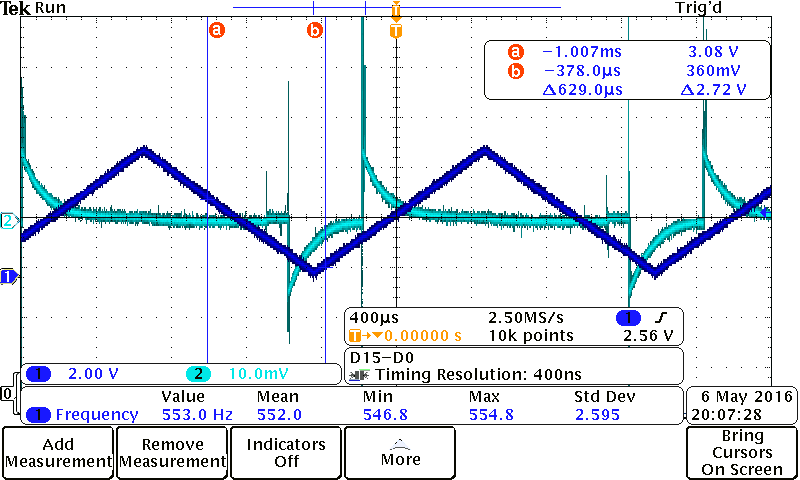 Tek Run Trig'd
a b T
T
a −1.007ms 3.08 V
b −378.0µs 360mV
Δ629.0µs Δ2.72 V
2
1
400µs 2.50MS/s 1 ƒ
T→▼0.00000 s 10k points 2.56 V
D15−D0
Timing Resolution: 400ns
1 2.00 V 2 10.0mV
0
Value Mean Min Max Std Dev
1 Frequency 553.0 Hz 552.0 546.8 554.8 2.595
6 May 2016
20:07:28
Add
Measurement
Remove
Measurement
Indicators
Off
More
Bring
Cursors
On Screen